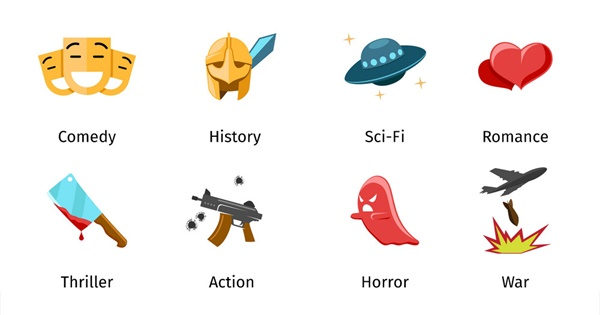 Comedy
History
Sci-Fi
Romance
Thriller
Action
Horror
War